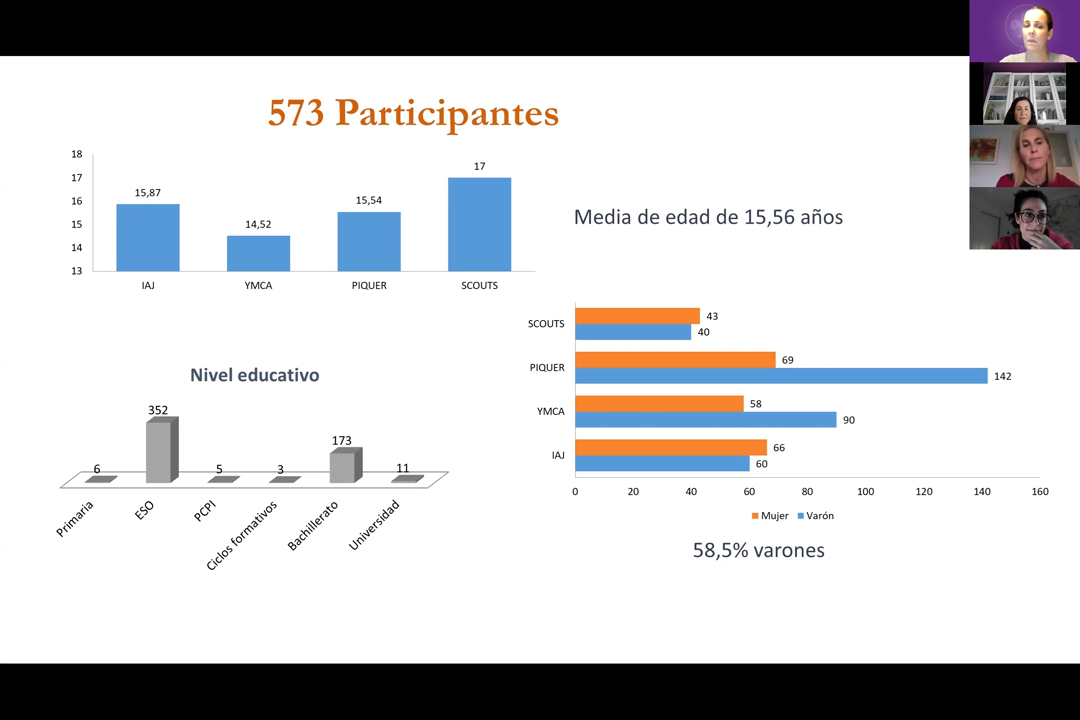 573 Participantes
18
17
16
15
14
13
15,87
14,52
15,54
17
IAJ
YMCA
PIQUER
SCOUTS
Media de edad de 15,56 años
Nivel educativo
6
352
5
3
173
11
Primaria
ESO
PCPI
Ciclos formativos
Bachillerato
Universidad
SCOUTS
43
40
PIQUER
69
142
YMCA
58
90
IAJ
66
60
0 20 40 60 80 100 120 140 160
Mujer Varón
58,5% varones